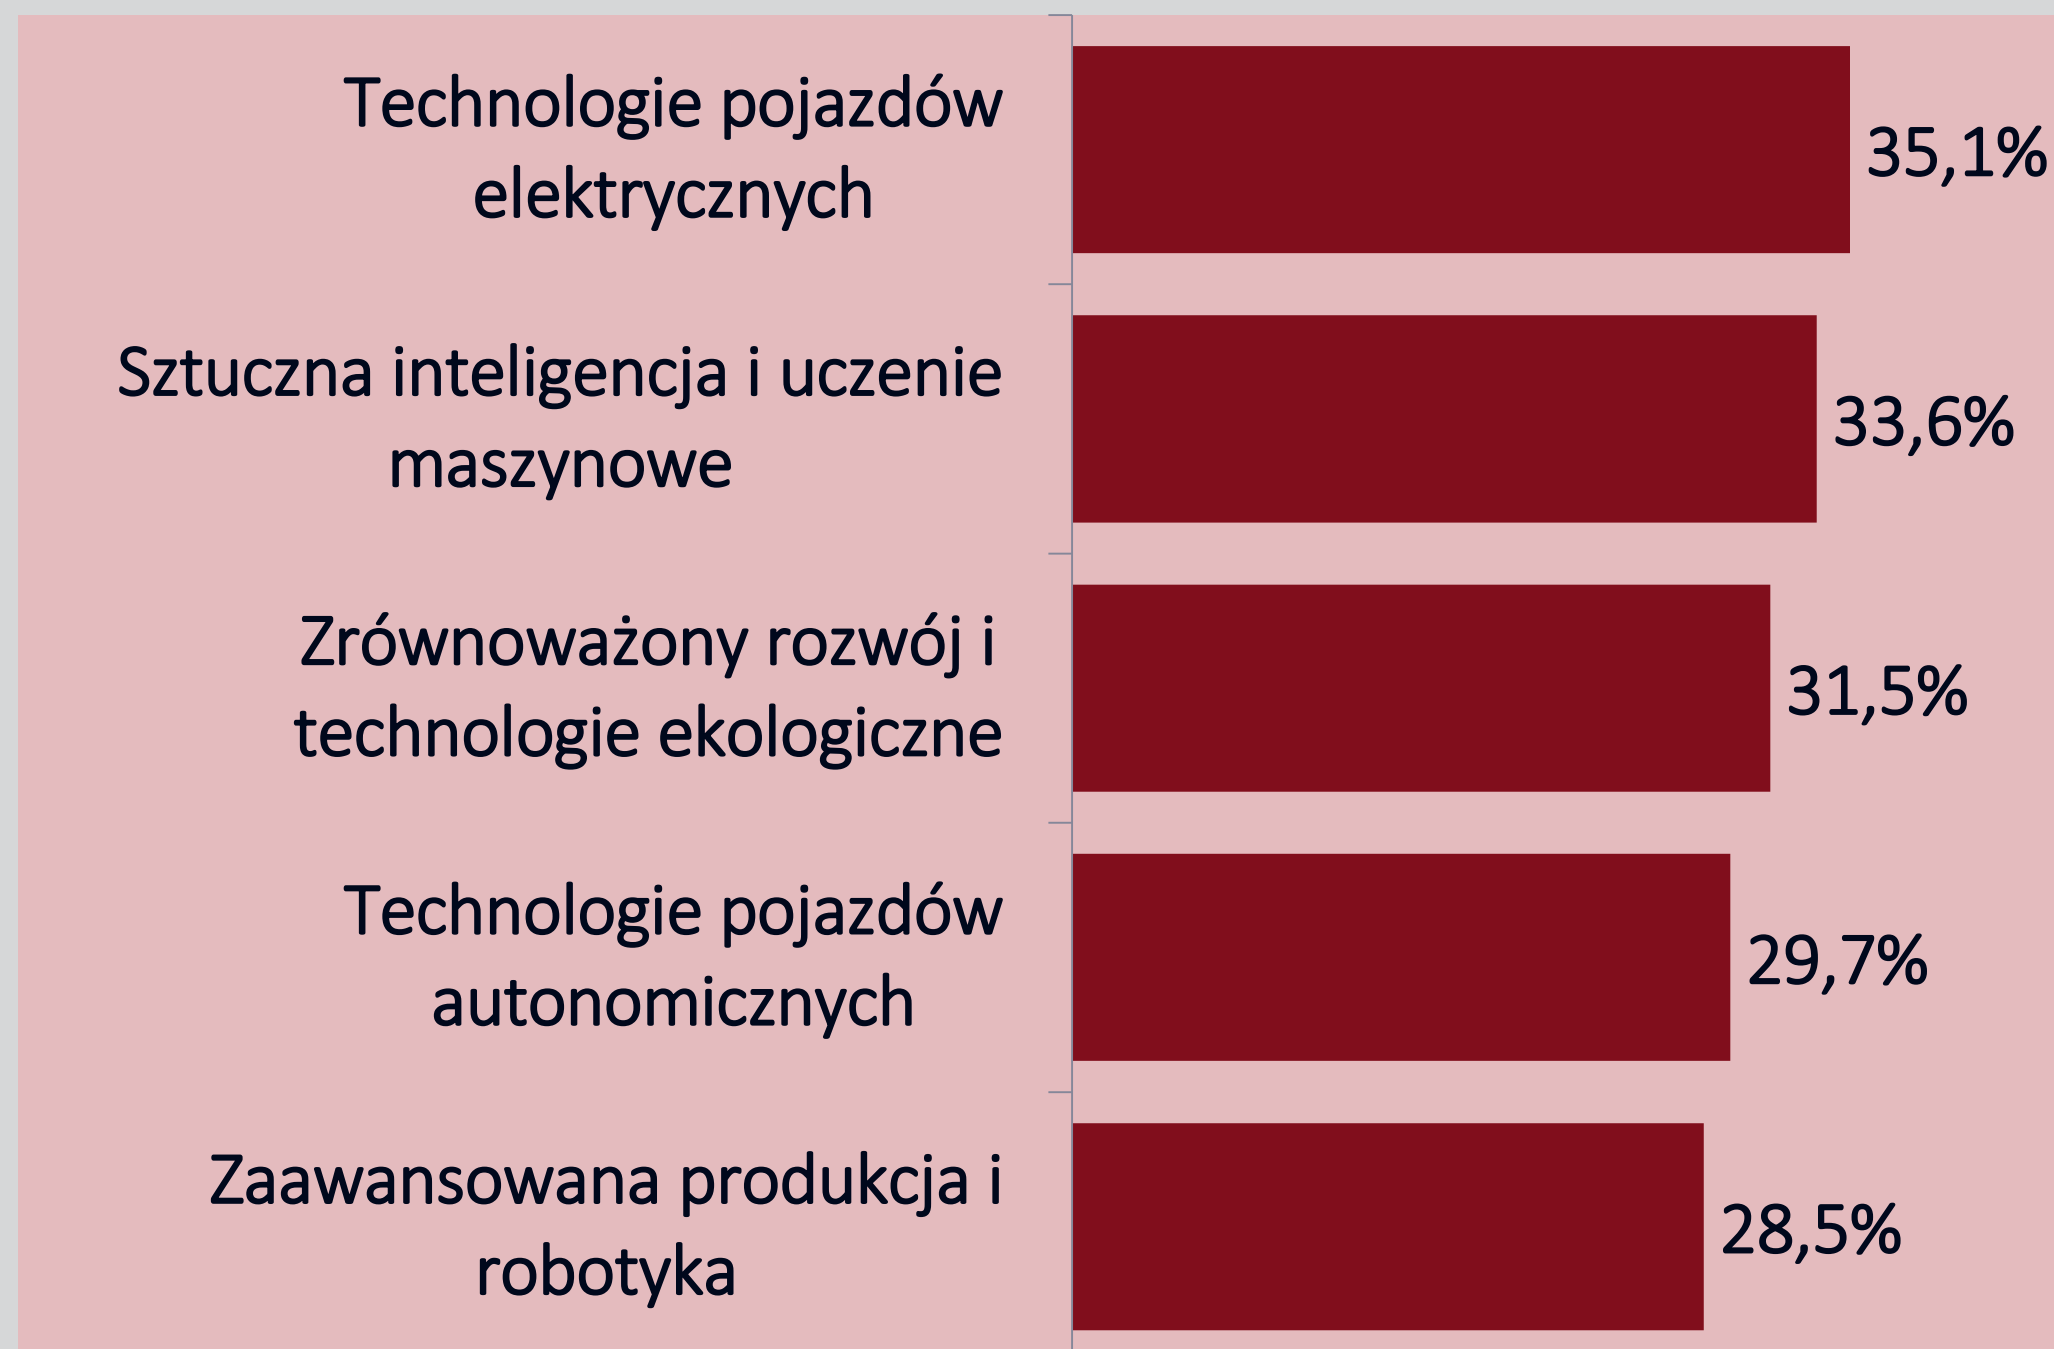 Technologie pojazdów
elektrycznych
35,1%
Sztuczna inteligencja i uczenie
maszynowe
33,6%
Zrównoważony rozwój i
technologie ekologiczne
31,5%
Technologie pojazdów
autonomicznych
29,7%
Zaawansowana produkcja i
robotyka
28,5%